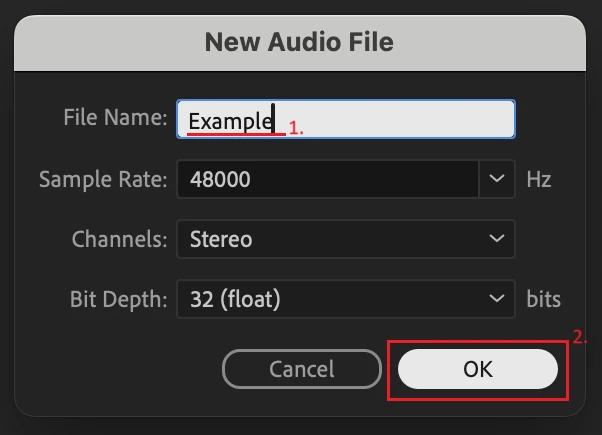 New Audio File
File Name: Example 1.
Sample Rate: 48000 Hz
Channels: Stereo
Bit Depth: 32 (float) bits
2.
Cancel OK